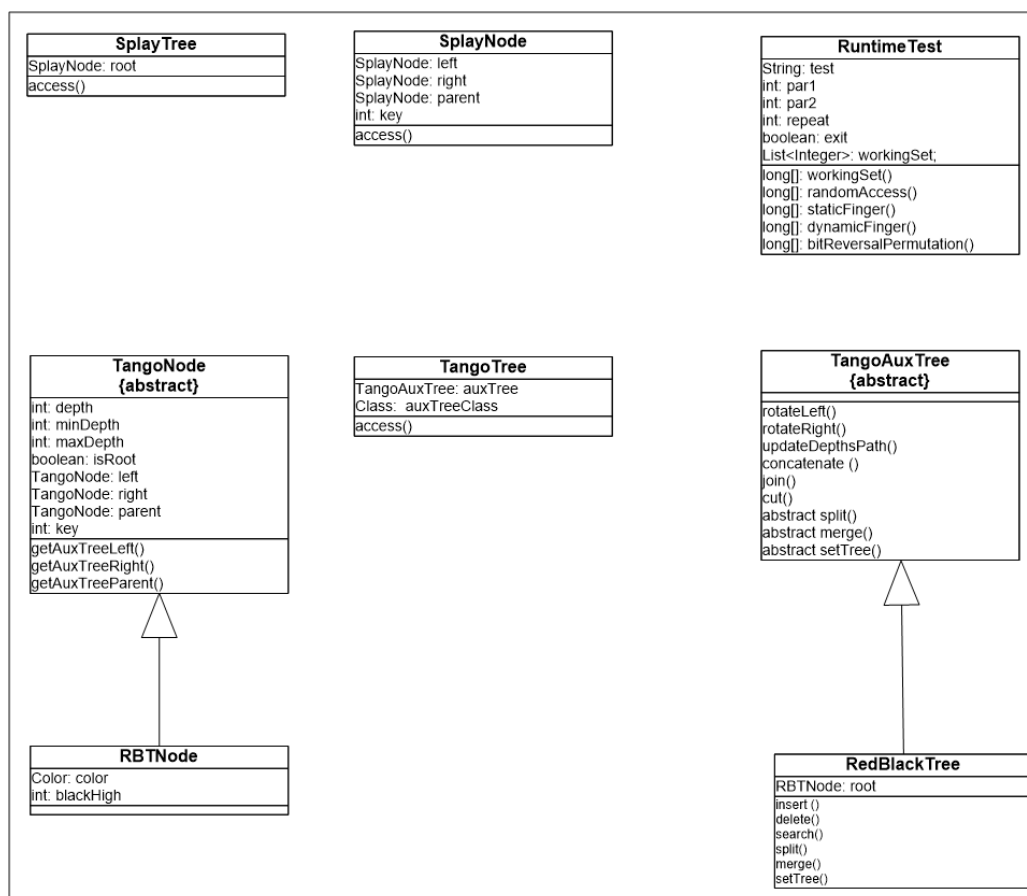 SplayTree
SplayNode: root
access()
SplayNode
SplayNode: left
SplayNode: right
SplayNode: parent
int: key
access()
RuntimeTest
String: test
int: par1
int: par2
int: repeat
boolean: exit
List<Integer>: workingSet;
long[]: workingSet()
long[]: randomAccess()
long[]: staticFinger()
long[]: dynamicFinger()
long[]: bitReversalPermutation()
TangoNode
{abstract}
int: depth
int: minDepth
int: maxDepth
boolean: isRoot
TangoNode: left
TangoNode: right
TangoNode: parent
int: key
getAuxTreeLeft()
getAuxTreeRight()
getAuxTreeParent()
TangoTree
TangoAuxTree: auxTree
Class: auxTreeClass
access()
TangoAuxTree
{abstract}
rotateLeft()
rotateRight()
updateDepthsPath()
concatenate ()
join()
cut()
abstract split()
abstract merge()
abstract setTree()
RBTNode
Color: color
int: blackHigh
RedBlackTree
RBTNode: root
insert ()
delete()
search()
split()
merge()
setTree()